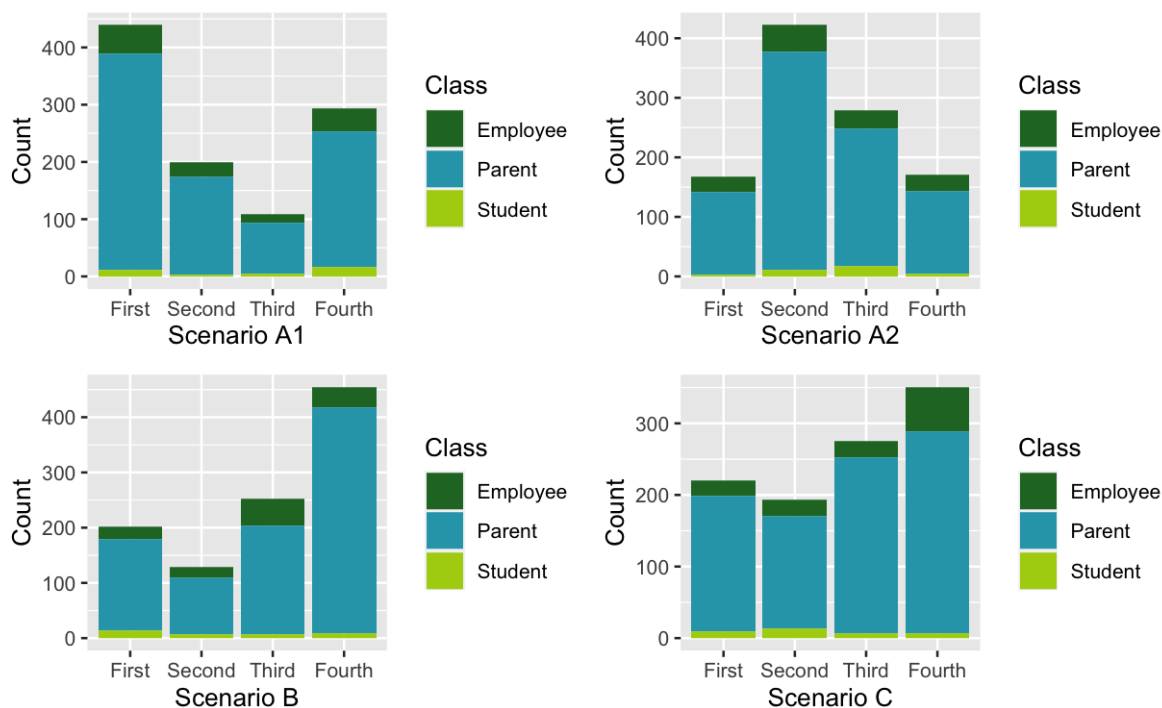 Count
400
300
200
100
0
First Second Third Fourth
Scenario A1
Class
Employee
Parent
Student
Count
400
300
200
100
0
First Second Third Fourth
Scenario A2
Class
Employee
Parent
Student
Count
400
300
200
100
0
First Second Third Fourth
Scenario B
Class
Employee
Parent
Student
Count
300
200
100
0
First Second Third Fourth
Scenario C
Class
Employee
Parent
Student